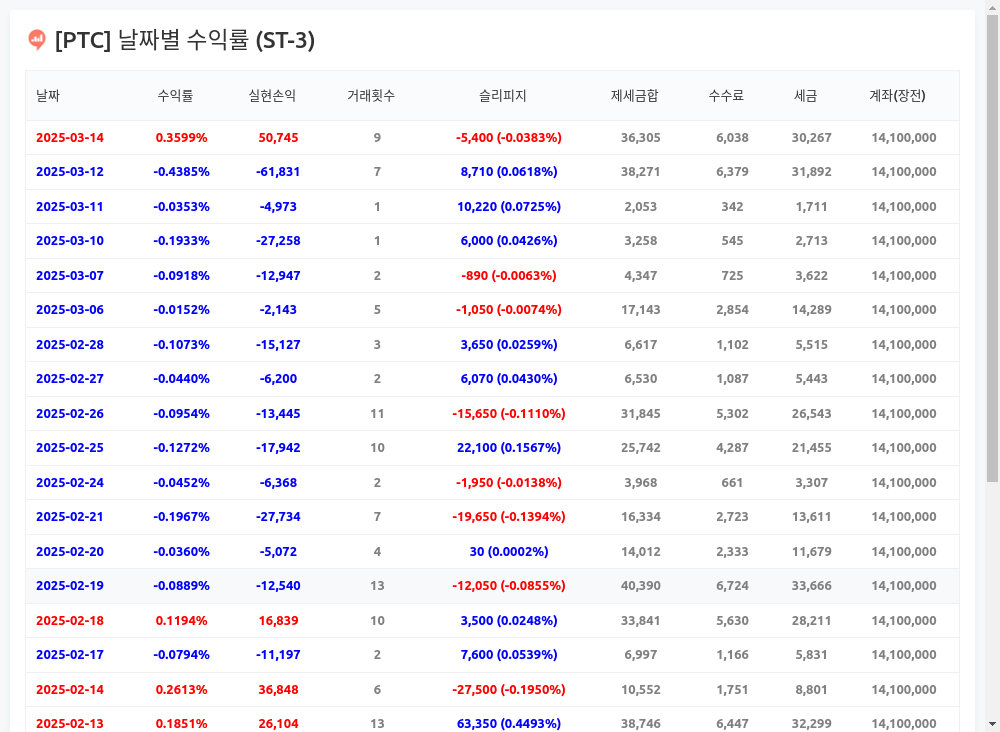 [PTC] 날짜별 수익률 (ST-3)
날짜 수익률 실현손익 거래횟수 슬리피지 제세금합 수수료 세금 계좌(장전)
2025-03-14 0.3599% 50,745 9 -5,400 (-0.0383%) 36,305 6,038 30,267 14,100,000
2025-03-12 -0.4385% -61,831 7 8,710 (0.0618%) 38,271 6,379 31,892 14,100,000
2025-03-11 -0.0353% -4,973 1 10,220 (0.0725%) 2,053 342 1,711 14,100,000
2025-03-10 -0.1933% -27,258 1 6,000 (0.0426%) 3,258 545 2,713 14,100,000
2025-03-07 -0.0918% -12,947 2 -890 (-0.0063%) 4,347 725 3,622 14,100,000
2025-03-06 -0.0152% -2,143 5 -1,050 (-0.0074%) 17,143 2,854 14,289 14,100,000
2025-02-28 -0.1073% -15,127 3 3,650 (0.0259%) 6,617 1,102 5,515 14,100,000
2025-02-27 -0.0440% -6,200 2 6,070 (0.0430%) 6,530 1,087 5,443 14,100,000
2025-02-26 -0.0954% -13,445 11 -15,650 (-0.1110%) 31,845 5,302 26,543 14,100,000
2025-02-25 -0.1272% -17,942 10 22,100 (0.1567%) 25,742 4,287 21,455 14,100,000
2025-02-24 -0.0452% -6,368 2 -1,950 (-0.0138%) 3,968 661 3,307 14,100,000
2025-02-21 -0.1967% -27,734 7 -19,650 (-0.1394%) 16,334 2,723 13,611 14,100,000
2025-02-20 -0.0360% -5,072 4 30 (0.0002%) 14,012 2,333 11,679 14,100,000
2025-02-19 -0.0889% -12,540 13 -12,050 (-0.0855%) 40,390 6,724 33,666 14,100,000
2025-02-18 0.1194% 16,839 10 3,500 (0.0248%) 33,841 5,630 28,211 14,100,000
2025-02-17 -0.0794% -11,197 2 7,600 (0.0539%) 6,997 1,166 5,831 14,100,000
2025-02-14 0.2613% 36,848 6 -27,500 (-0.1950%) 10,552 1,751 8,801 14,100,000
2025-02-13 0.1851% 26,104 13 63,350 (0.4493%) 38,746 6,447 32,299 14,100,000